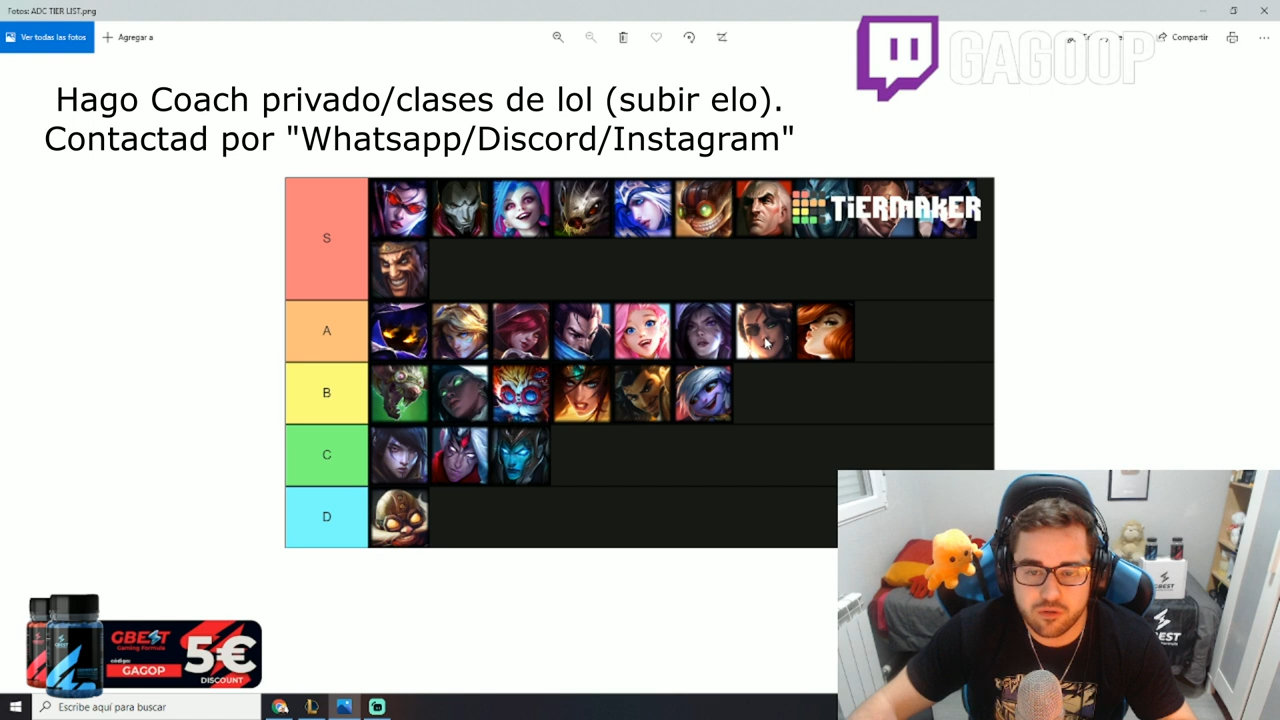 Fotos: ADC TIER LIST.png
Ver todas las fotos
Agregar a
Compartir
GAGOOP
Hago Coach privado/clases de lol (subir elo).
Contactad por "Whatsapp/Discord/Instagram"
S
TiERMAKER
A
B
C
D
GBEST
Gaming Formula
código:
GAGOP
5€
DISCOUNT
Escribe aquí para buscar